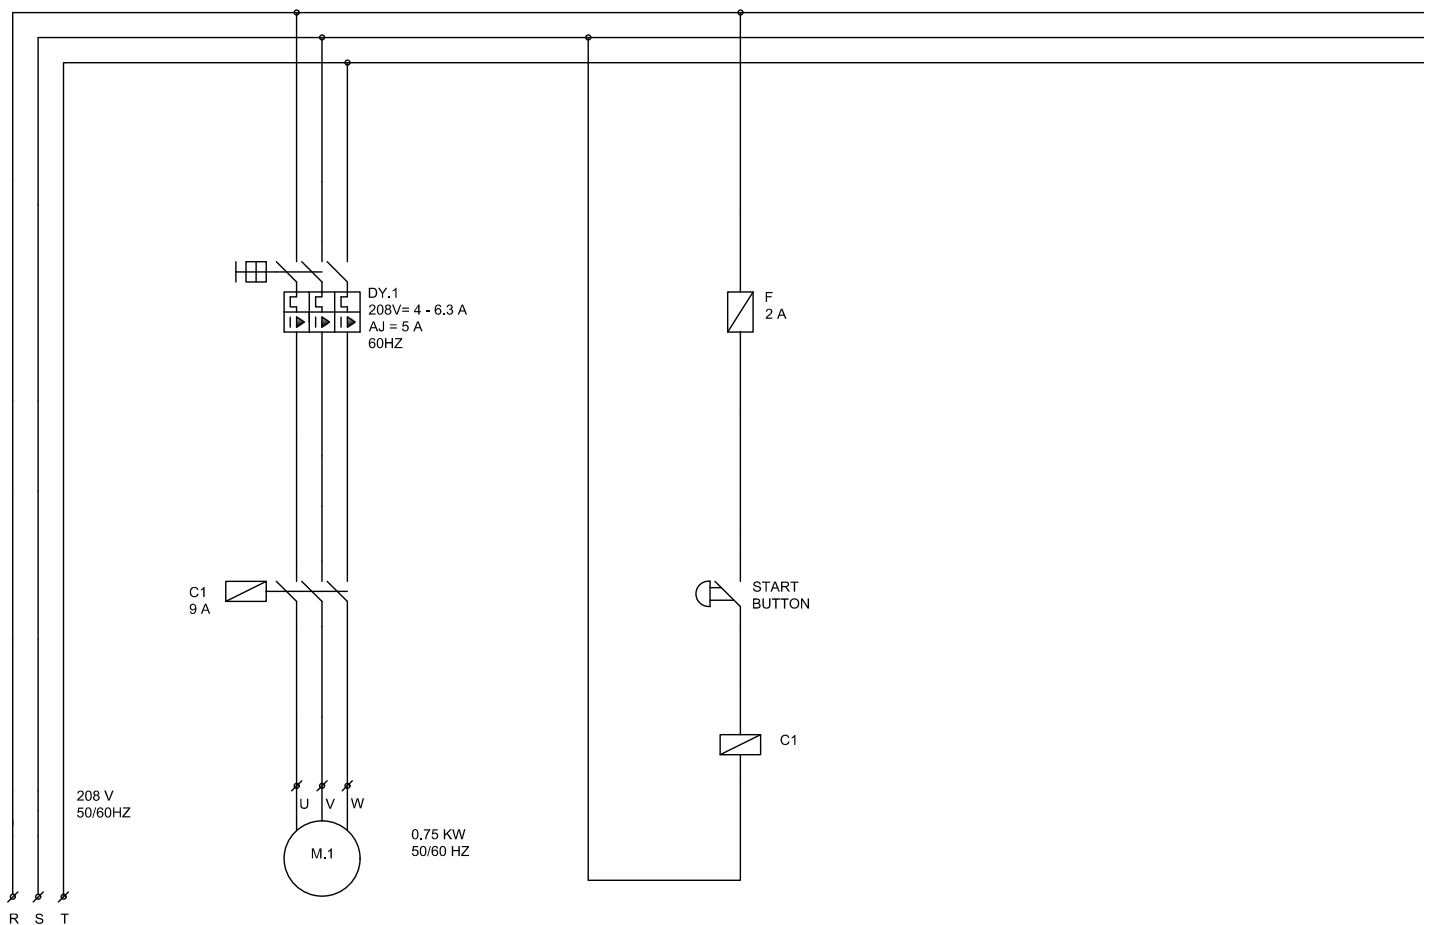 DY.1
208V= 4 - 6.3 A
AJ = 5 A
60HZ
F
2 A
C1
9 A
START
BUTTON
C1
208 V
50/60HZ
U V W
M.1
0.75 KW
50/60 HZ
R S T